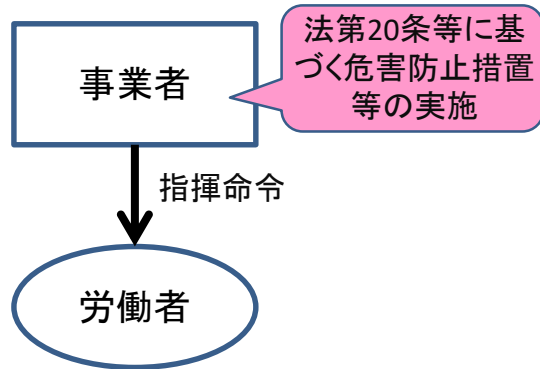 事業者
法第20条等に基
づく危害防止措置
等の実施
指揮命令
労働者